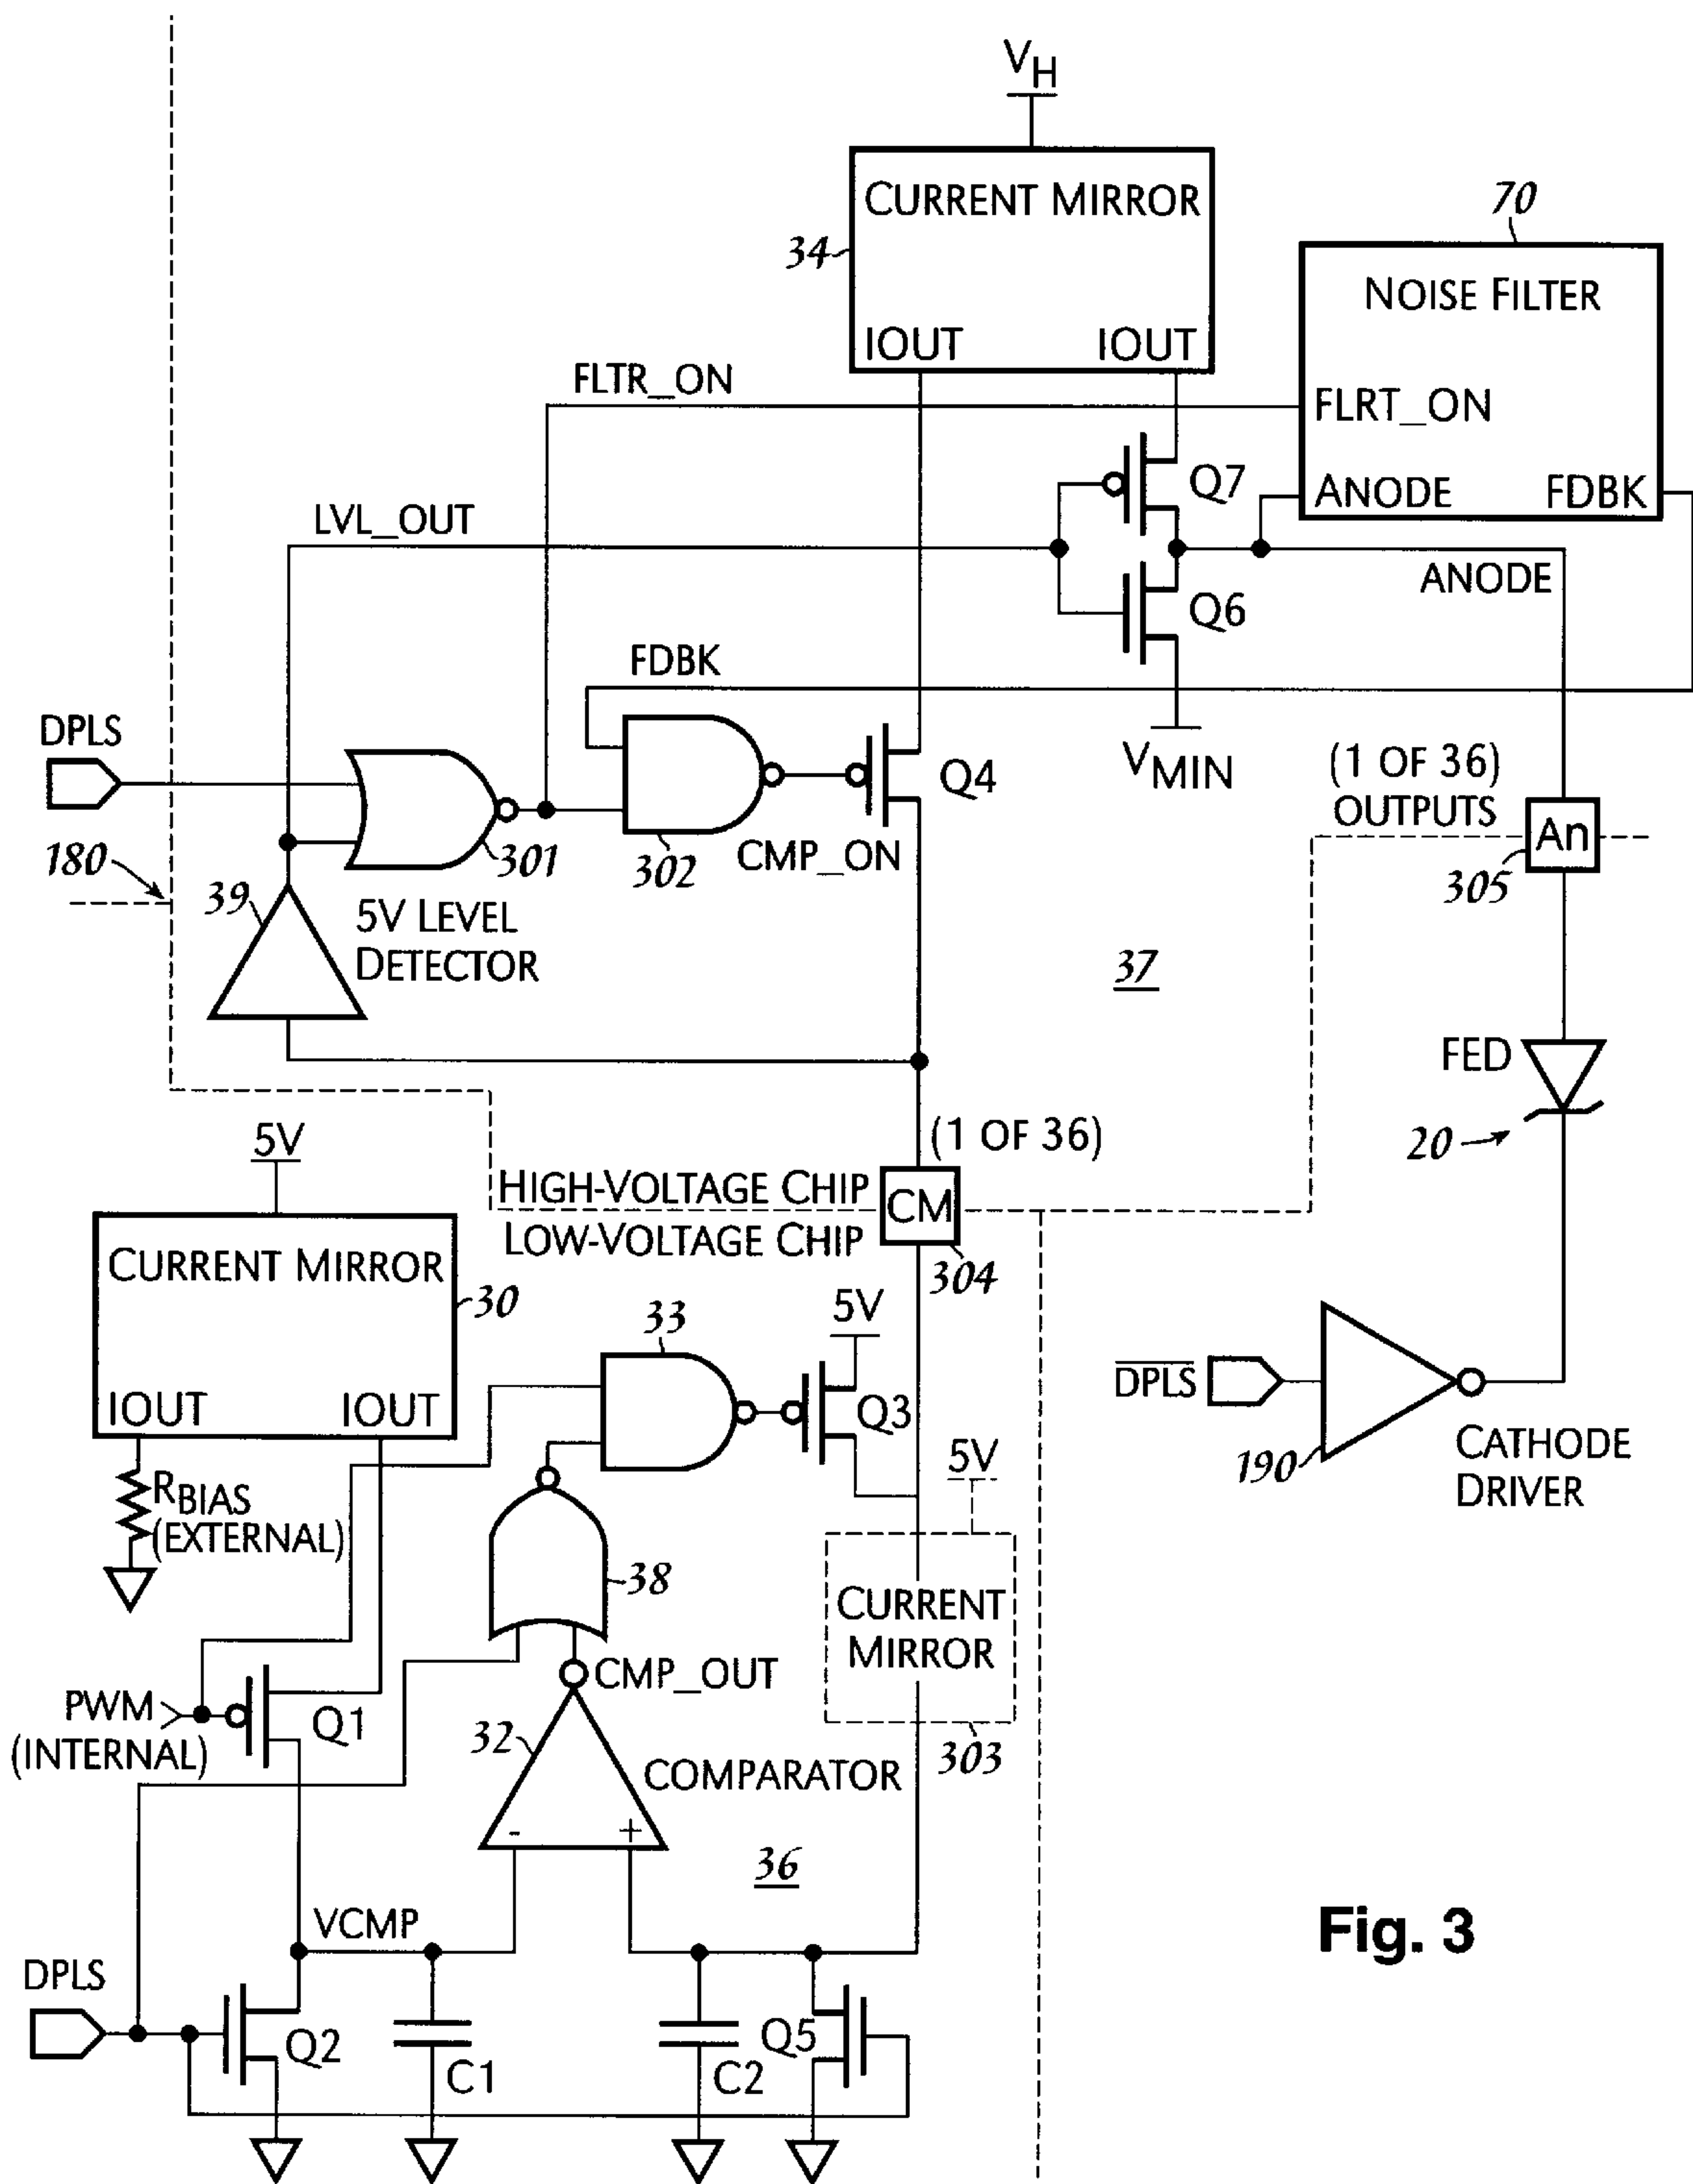 VH
CURRENT MIRROR
34
IOUT IOUT
70
NOISE FILTER
FLRT_ON
ANODE FDBK
FLTR_ON
Q7
LVL_OUT
ANODE
Q6
FDBK
VMIN
DPLS
301
302
Q4
CMP_ON
(1 OF 36)
OUTPUTS
An
305
180
39
5V LEVEL
DETECTOR
37
FED
20
(1 OF 36)
HIGH-VOLTAGE CHIP
CM
LOW-VOLTAGE CHIP
304
5V
CURRENT MIRROR
30
IOUT IOUT
33
5V
Q3
DPLS
190
CATHODE
DRIVER
RBIAS
(EXTERNAL)
38
5V
CURRENT
MIRROR
303
PWM
(INTERNAL)
Q1
CMP_OUT
32
COMPARATOR
- +
36
VCMP
DPLS
Q2
C1
C2
Q5
Fig. 3